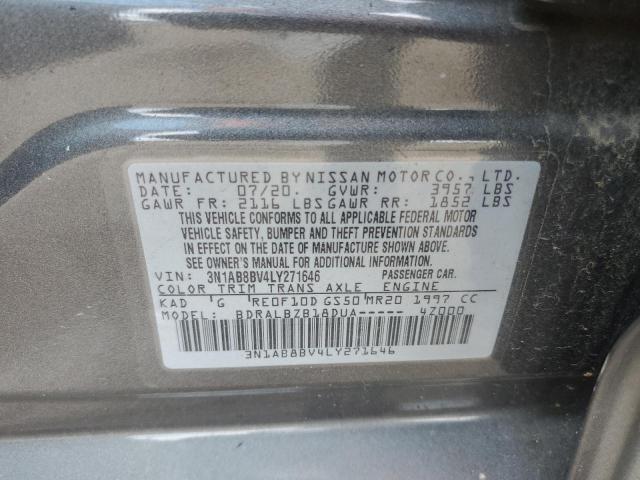 MANUFACTURED BY NISSAN MOTOR CO., LTD.
DATE: 07/20. GVWR: 3957 LBS
GAWR FR: 2116 LBS GAWR RR: 1852 LBS
THIS VEHICLE CONFORMS TO ALL APPLICABLE FEDERAL MOTOR
VEHICLE SAFETY, BUMPER AND THEFT PREVENTION STANDARDS
IN EFFECT ON THE DATE OF MANUFACTURE SHOWN ABOVE.
SEE OWNER'S MANUAL FOR ADDITIONAL INFORMATION.
VIN: 3N1AB8BV4LY271646 PASSENGER CAR.
COLOR TRIM TRANS AXLE ENGINE
KAD G RE0F10D GS50 MR20 1997 CC
MODEL: BDRALBZB18DUA----- 4Z000
3N1AB8BV4LY271646